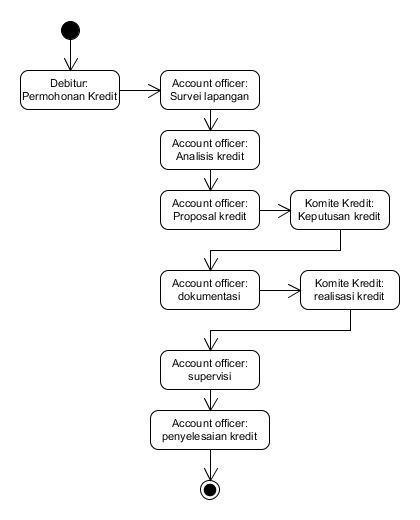 Debitur:
Permohonan Kredit
Account officer:
Survei lapangan
Account officer:
Analisis kredit
Account officer:
Proposal kredit
Komite Kredit:
Keputusan kredit
Account officer:
dokumentasi
Komite Kredit:
realisasi kredit
Account officer:
supervisi
Account officer:
penyelesaian kredit